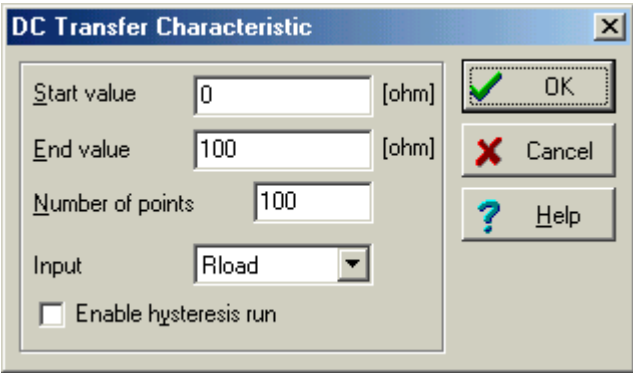 DC Transfer Characteristic
Start value 0 [ohm]
End value 100 [ohm]
Number of points 100
Input Rload
Enable hysteresis run
OK
Cancel
Help